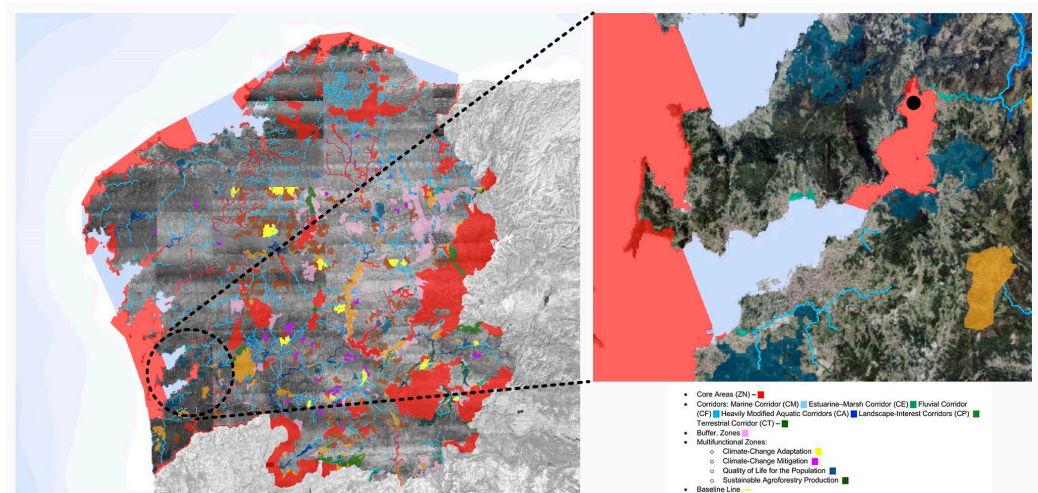 • Core Areas (ZN) –
• Corridors: Marine Corridor (CM) Estuarine–Marsh Corridor (CE) Fluvial Corridor
(CF) Heavily Modified Aquatic Corridors (CA) Landscape-Interest Corridors (CP)
Terrestrial Corridor (CT) –
• Buffer. Zones
• Multifunctional Zones:
o Climate-Change Adaptation
o Climate-Change Mitigation
o Quality of Life for the Population
o Sustainable Agroforestry Production
• Baseline Line